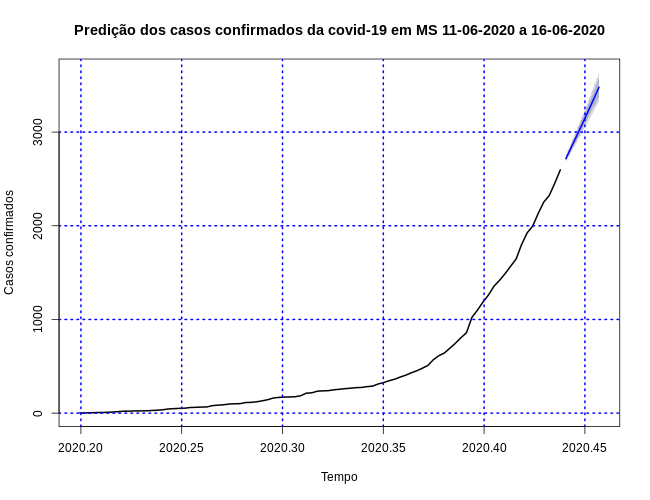 Predição dos casos confirmados da covid-19 em MS 11-06-2020 a 16-06-2020
Casos confirmados
3000
2000
1000
0
2020.20 2020.25 2020.30 2020.35 2020.40 2020.45
Tempo